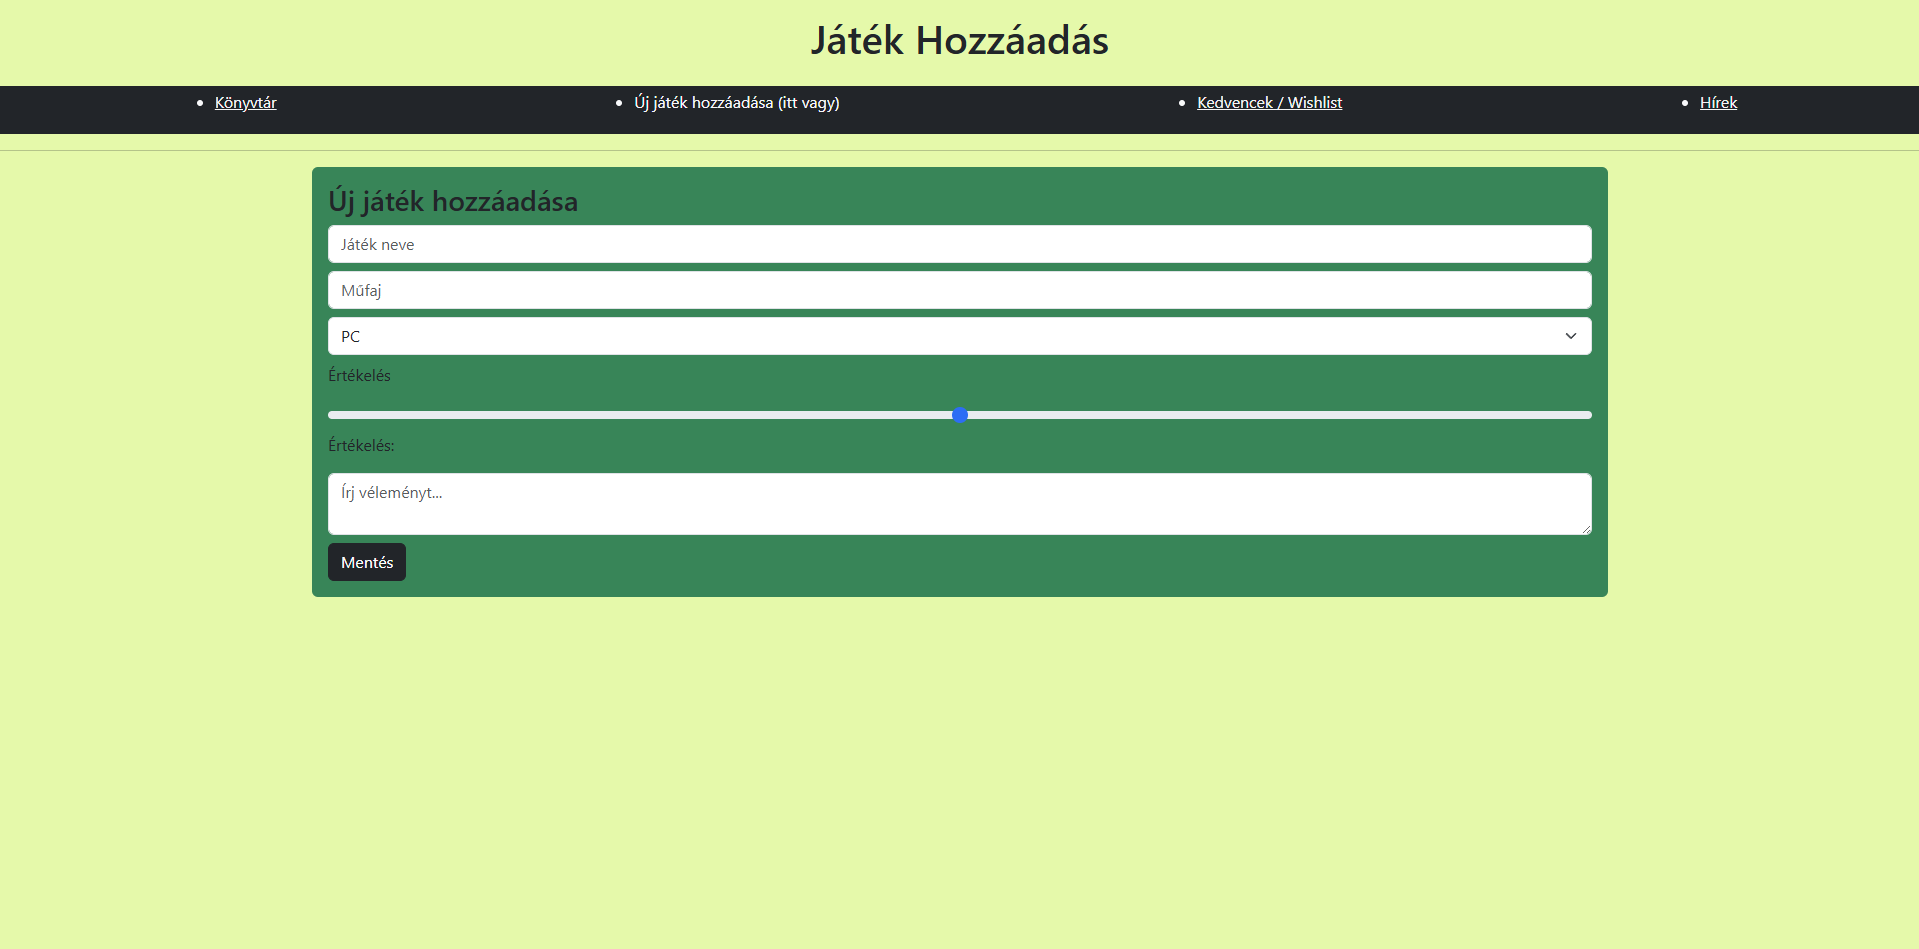 Játék Hozzáadás
Könyvtár
Új játék hozzáadása (itt vagy)
Kedvencek / Wishlist
Hírek
Új játék hozzáadása
Játék neve
Műfaj
PC
Értékelés
Értékelés:
Írj véleményt...
Mentés